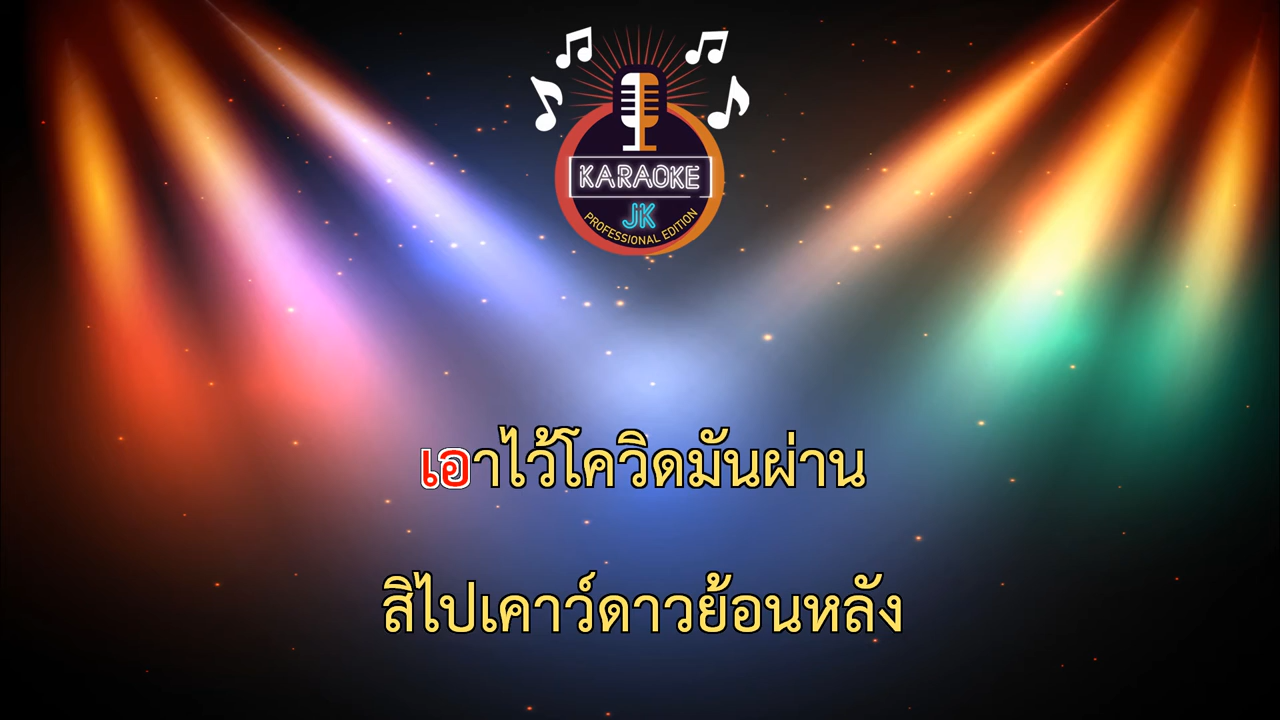 KARAOKE
JK
PROFESSIONAL EDITION
เอาไว้โควิดมันผ่าน
สิไปเคาว์ดาวย้อนหลัง